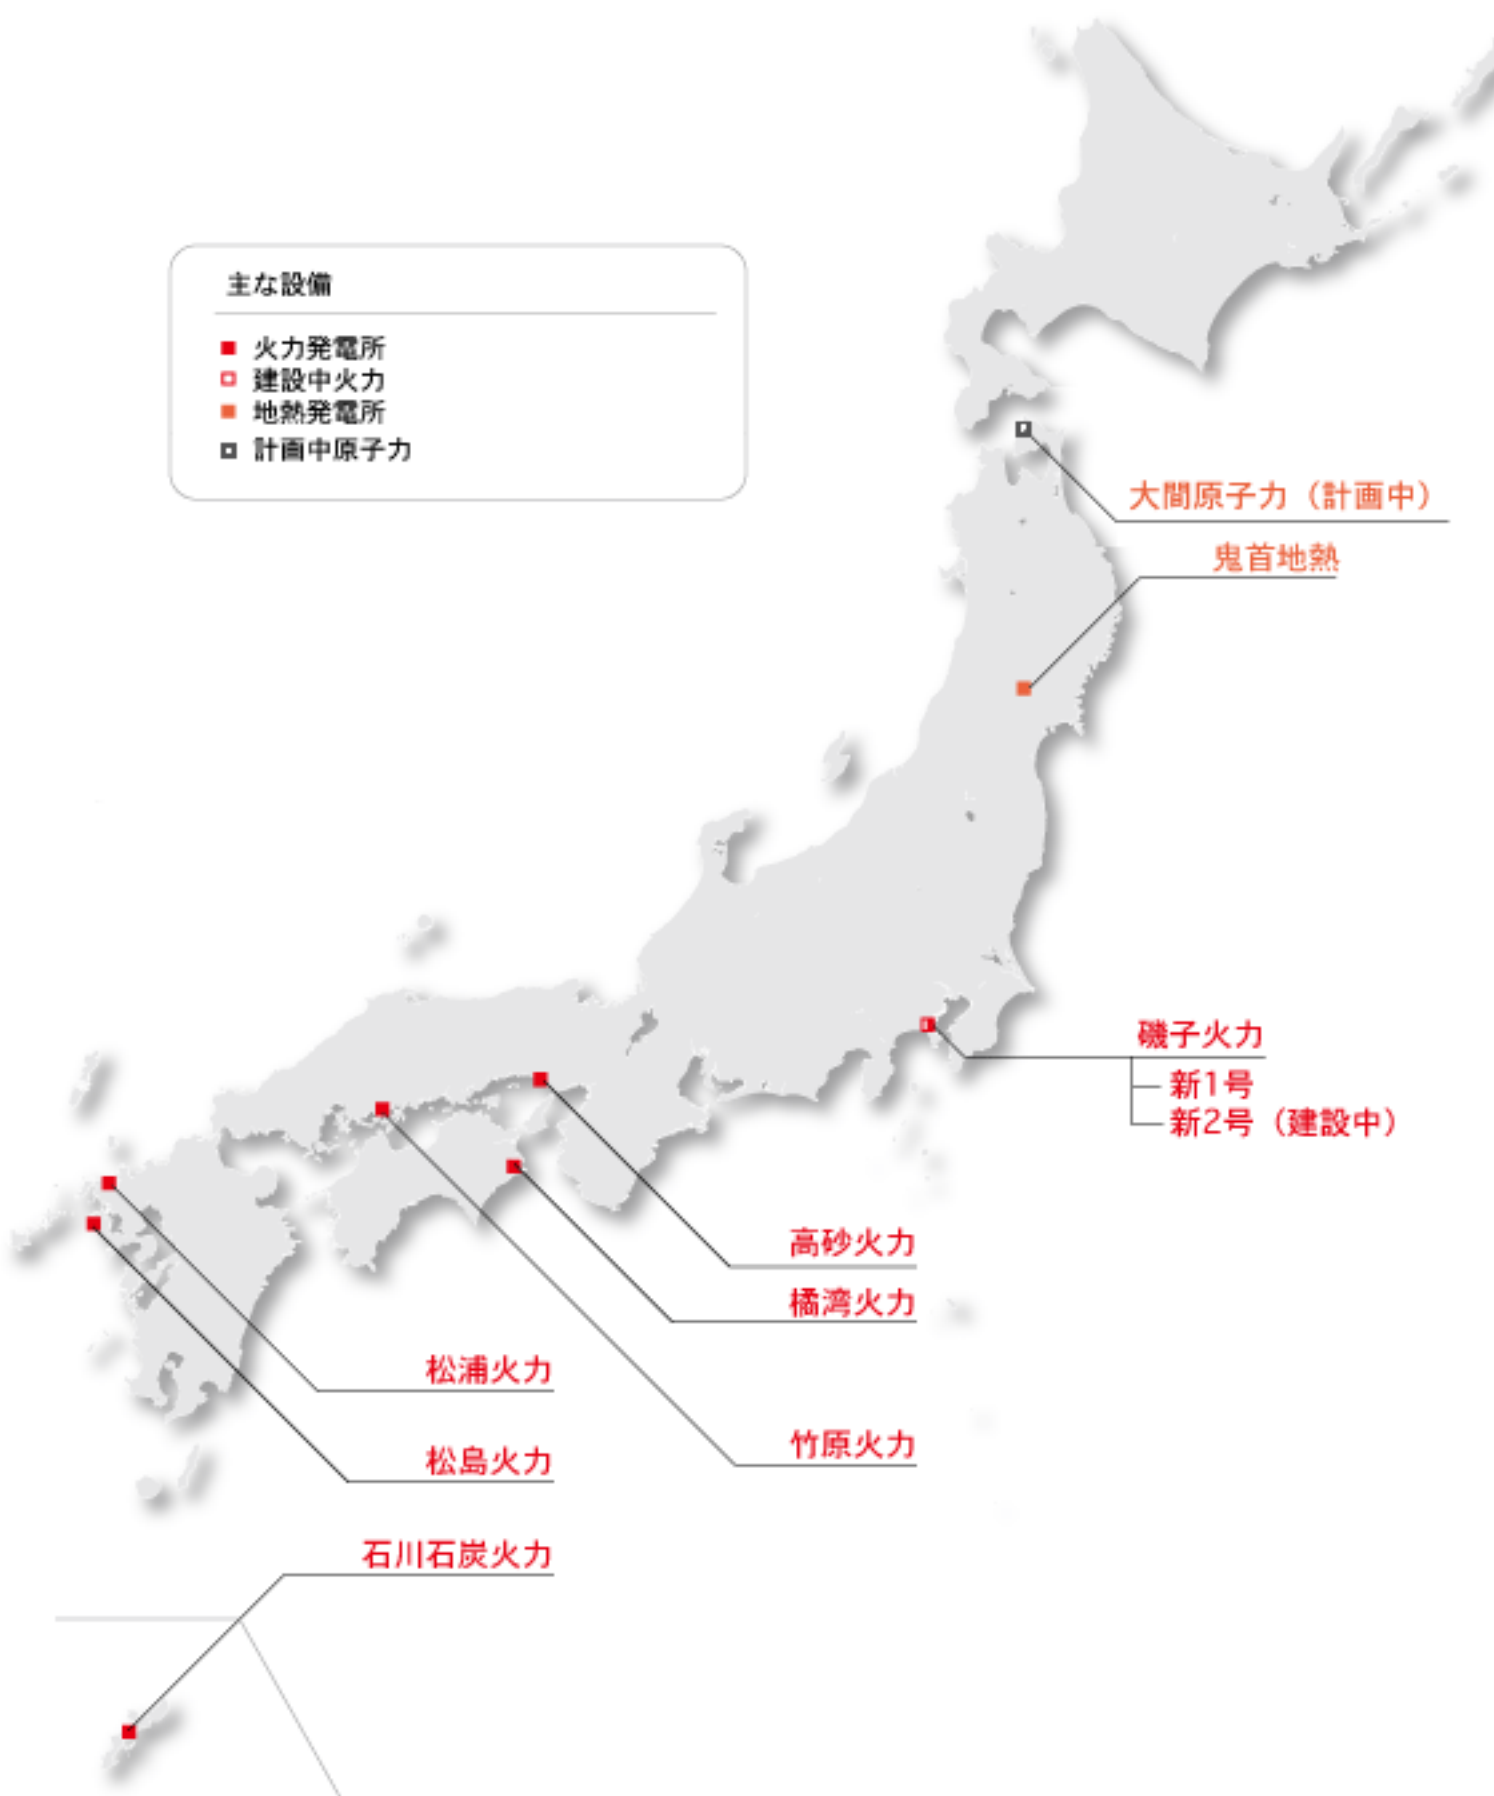 主な設備
火力発電所
建設中火力
地熱発電所
計画中原子力
大間原子力（計画中）
鬼首地熱
磯子火力
新1号
新2号（建設中）
高砂火力
橘湾火力
松浦火力
竹原火力
松島火力
石川石炭火力